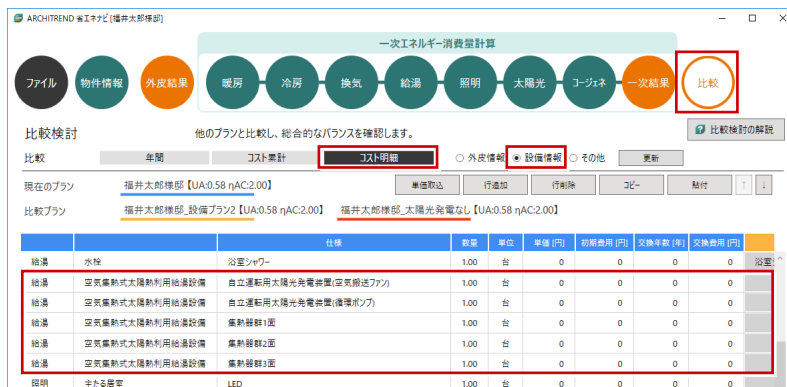 ARCHITREND 省エネナビ [福井太郎様邸]
一次エネルギー消費量計算
ファイル 物件情報 外皮結果 暖房 冷房 換気 給湯 照明 太陽光 コージェネ 一次結果 比較
比較検討 他のプランと比較し、総合的なバランスを確認します。 比較検討の解説
比較 年間 コスト累計 コスト明細 外皮情報 設備情報 その他 更新
現在のプラン 福井太郎様邸 【UA:0.58 ηAC:2.00】 単価取込 行追加 行削除 コピー 貼付 ↑ ↓
比較プラン 福井太郎様邸_設備プラン2 【UA:0.58 ηAC:2.00】 福井太郎様邸_太陽光発電なし 【UA:0.58 ηAC:2.00】
仕様 数量 単位 単価 [円] 初期費用 [円] 交換年数 [年] 交換費用 [円]
給湯 水栓 浴室シャワー 1.00 台 0 0 0 0 浴室
給湯 空気集熱式太陽熱利用給湯設備 自立運転用太陽光発電装置(空気搬送ファン) 1.00 台 0 0 0 0
給湯 空気集熱式太陽熱利用給湯設備 自立運転用太陽光発電装置(循環ポンプ) 1.00 台 0 0 0 0
給湯 空気集熱式太陽熱利用給湯設備 集熱器群1面 1.00 台 0 0 0 0
給湯 空気集熱式太陽熱利用給湯設備 集熱器群2面 1.00 台 0 0 0 0
給湯 空気集熱式太陽熱利用給湯設備 集熱器群3面 1.00 台 0 0 0 0
照明 主たる居室 LED 1.00 台 0 0 0 0